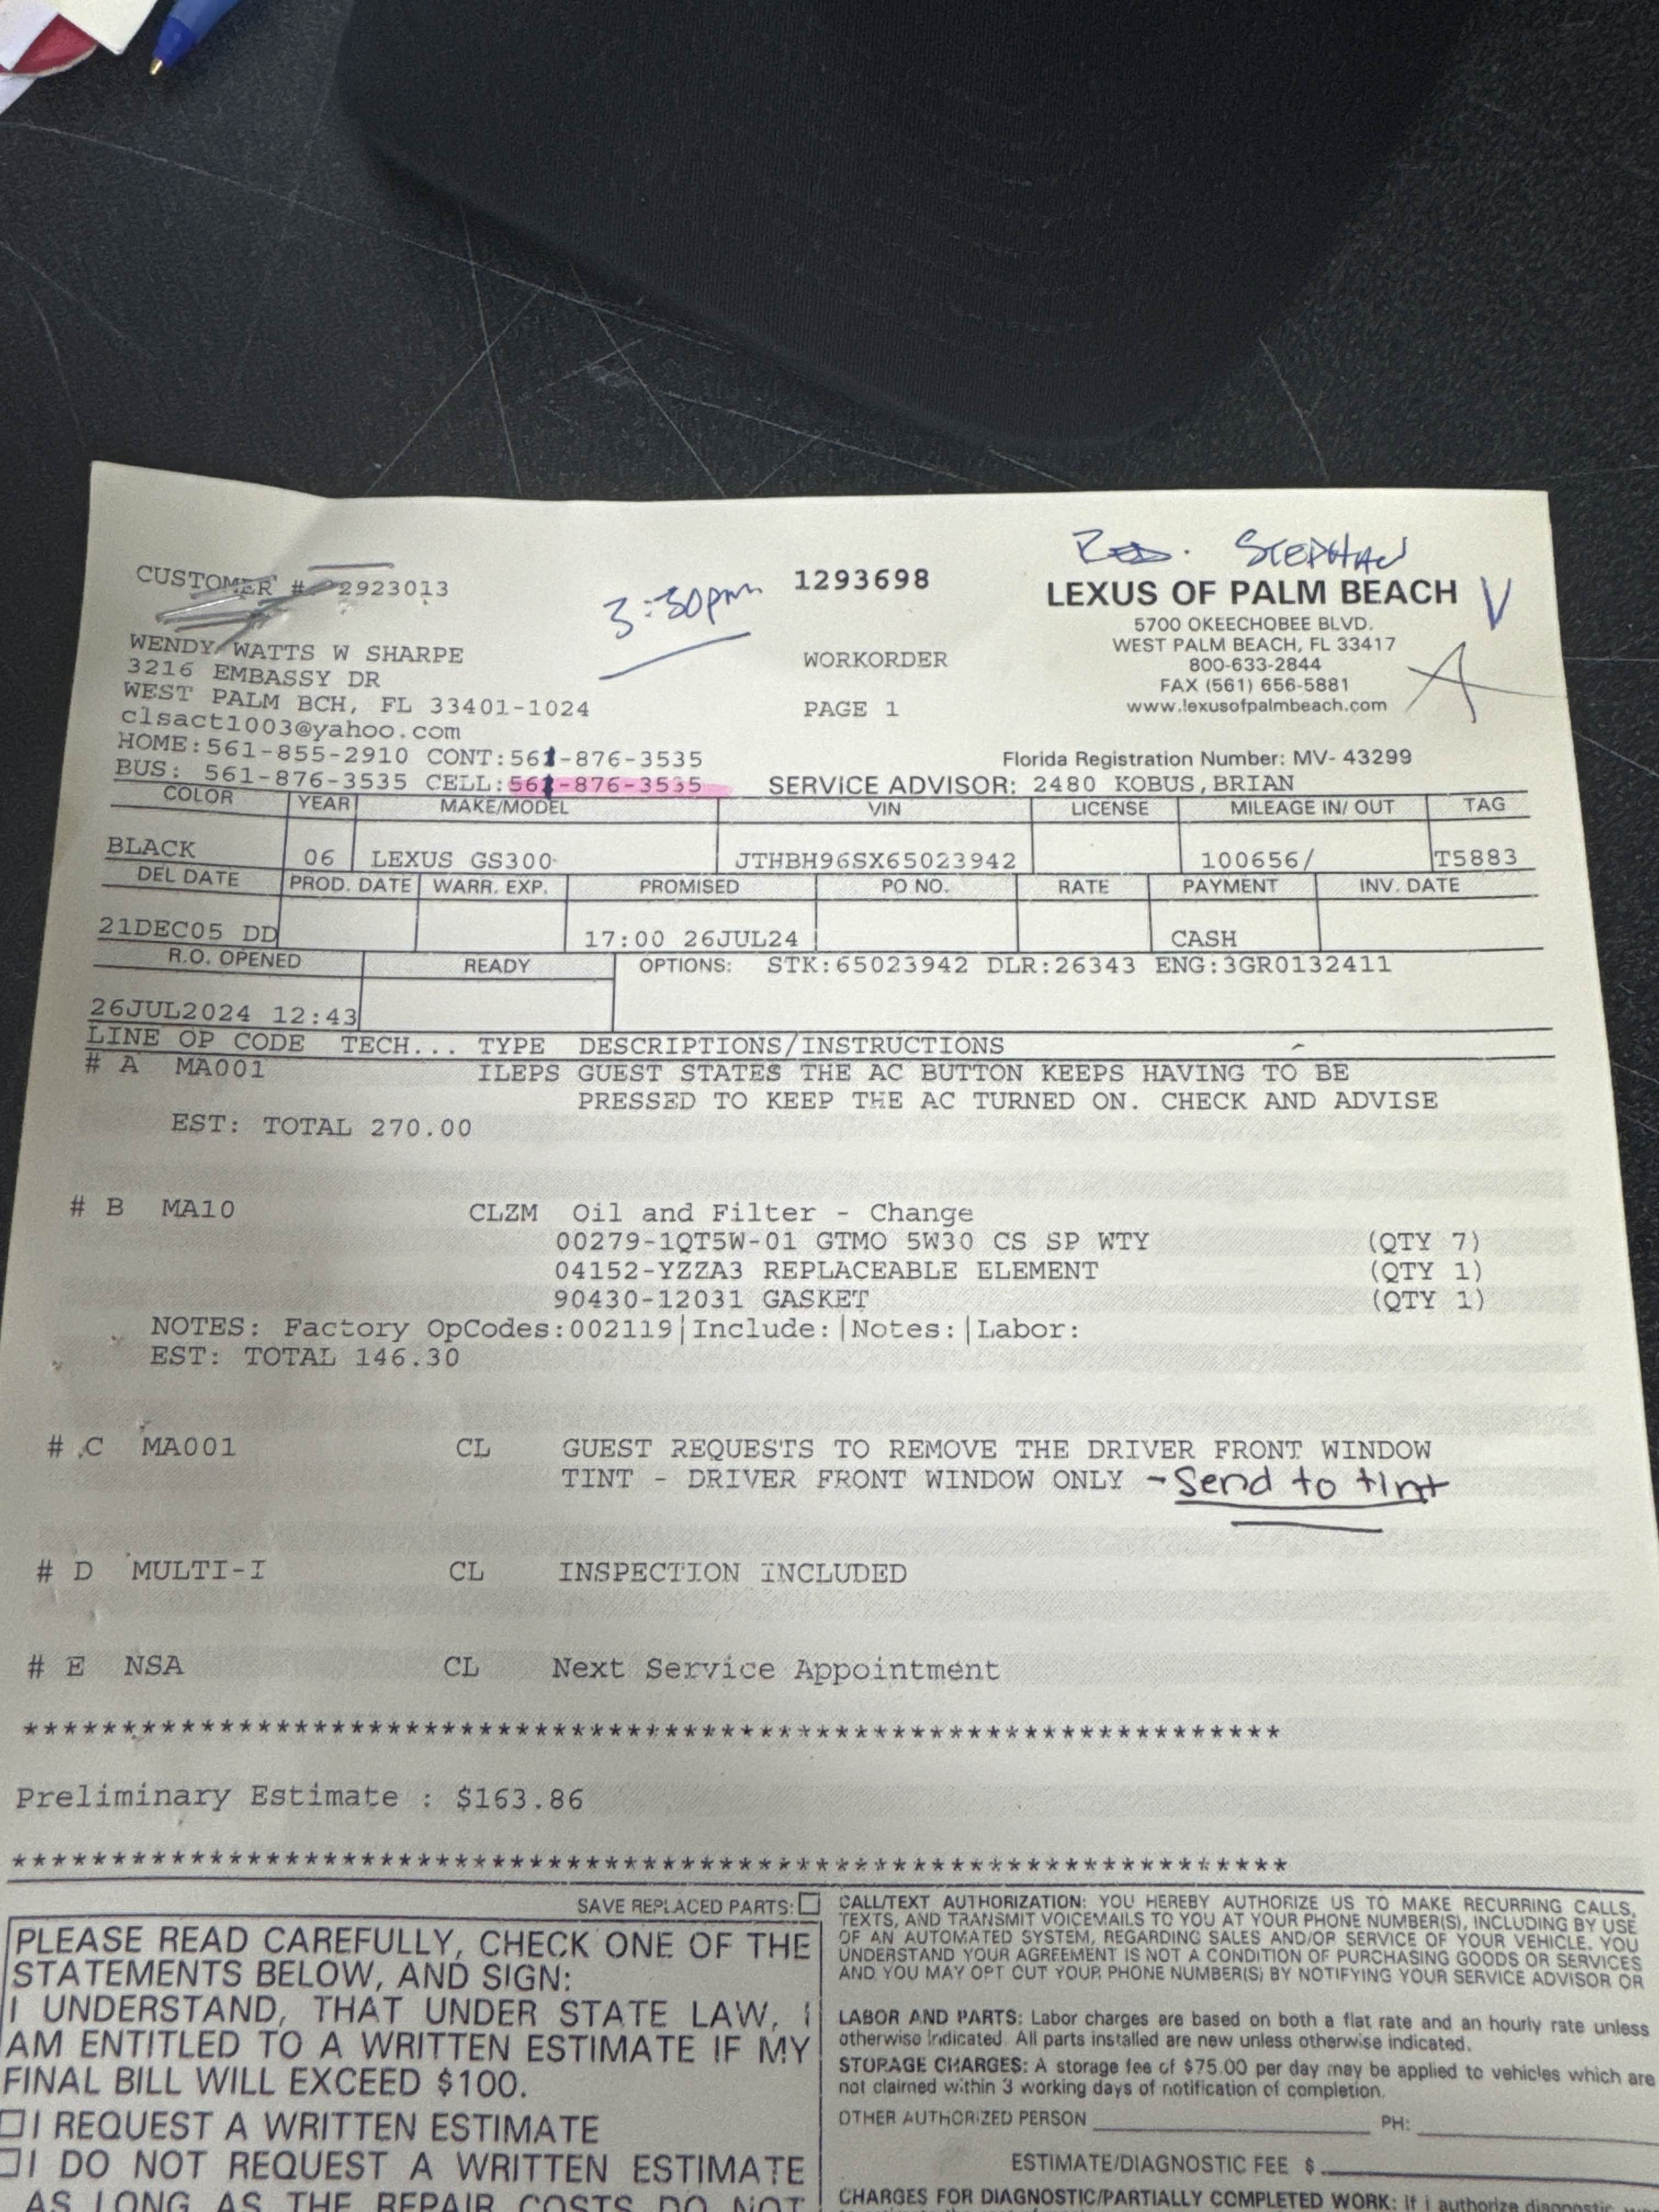 STEPHAN
CUSTOMER # 2923013
3:30pm
1293698
LEXUS OF PALM BEACH
V
5700 OKEECHOBEE BLVD.
WEST PALM BEACH, FL 33417
800-633-2844
FAX (561) 656-5881
www.lexusofpalmbeach.com
A
WENDY WATTS W SHARPE
3216 EMBASSY DR
WEST PALM BCH, FL 33401-1024
clsact1003@yahoo.com
WORKORDER
PAGE 1
HOME:561-855-2910 CONT:561-876-3535
BUS: 561-876-3535 CELL:561-876-3535
Florida Registration Number: MV- 43299
SERVICE ADVISOR: 2480 KOBUS,BRIAN
COLOR YEAR MAKE/MODEL VIN LICENSE MILEAGE IN/ OUT TAG
BLACK 06 LEXUS GS300 JTHBH96SX65023942 100656/ T5883
DEL DATE PROD. DATE WARR. EXP. PROMISED PO NO. RATE PAYMENT INV. DATE
21DEC05 DD 17:00 26JUL24 CASH
R.O. OPENED READY OPTIONS: STK:65023942 DLR:26343 ENG:3GR0132411
26JUL2024 12:43
LINE OP CODE TECH... TYPE DESCRIPTIONS/INSTRUCTIONS
# A MA001 ILEPS GUEST STATES THE AC BUTTON KEEPS HAVING TO BE
PRESSED TO KEEP THE AC TURNED ON. CHECK AND ADVISE
EST: TOTAL 270.00
# B MA10 CLZM Oil and Filter - Change
00279-1QT5W-01 GTMO 5W30 CS SP WTY (QTY 7)
04152-YZZA3 REPLACEABLE ELEMENT (QTY 1)
90430-12031 GASKET (QTY 1)
NOTES: Factory OpCodes:002119|Include:|Notes:|Labor:
EST: TOTAL 146.30
# C MA001 CL GUEST REQUESTS TO REMOVE THE DRIVER FRONT WINDOW
TINT - DRIVER FRONT WINDOW ONLY - Send to tint
# D MULTI-I CL INSPECTION INCLUDED
# E NSA CL Next Service Appointment
********************************************************************
Preliminary Estimate : $163.86
********************************************************************
SAVE REPLACED PARTS:
PLEASE READ CAREFULLY, CHECK ONE OF THE
STATEMENTS BELOW, AND SIGN:
I UNDERSTAND, THAT UNDER STATE LAW, I
AM ENTITLED TO A WRITTEN ESTIMATE IF MY
FINAL BILL WILL EXCEED $100.
I REQUEST A WRITTEN ESTIMATE
I DO NOT REQUEST A WRITTEN ESTIMATE
AS LONG AS THE REPAIR COSTS DO NOT
CALL/TEXT AUTHORIZATION: YOU HEREBY AUTHORIZE US TO MAKE RECURRING CALLS,
TEXTS, AND TRANSMIT VOICEMAILS TO YOU AT YOUR PHONE NUMBER(S), INCLUDING BY USE
OF AN AUTOMATED SYSTEM, REGARDING SALES AND/OR SERVICE OF YOUR VEHICLE. YOU
UNDERSTAND YOUR AGREEMENT IS NOT A CONDITION OF PURCHASING GOODS OR SERVICES
AND YOU MAY OPT OUT YOUR PHONE NUMBER(S) BY NOTIFYING YOUR SERVICE ADVISOR OR
LABOR AND PARTS: Labor charges are based on both a flat rate and an hourly rate unless
otherwise indicated. All parts installed are new unless otherwise indicated.
STORAGE CHARGES: A storage fee of $75.00 per day may be applied to vehicles which are
not claimed within 3 working days of notification of completion.
OTHER AUTHORIZED PERSON PH:
ESTIMATE/DIAGNOSTIC FEE $
CHARGES FOR DIAGNOSTIC/PARTIALLY COMPLETED WORK: If I authorize diagnostic